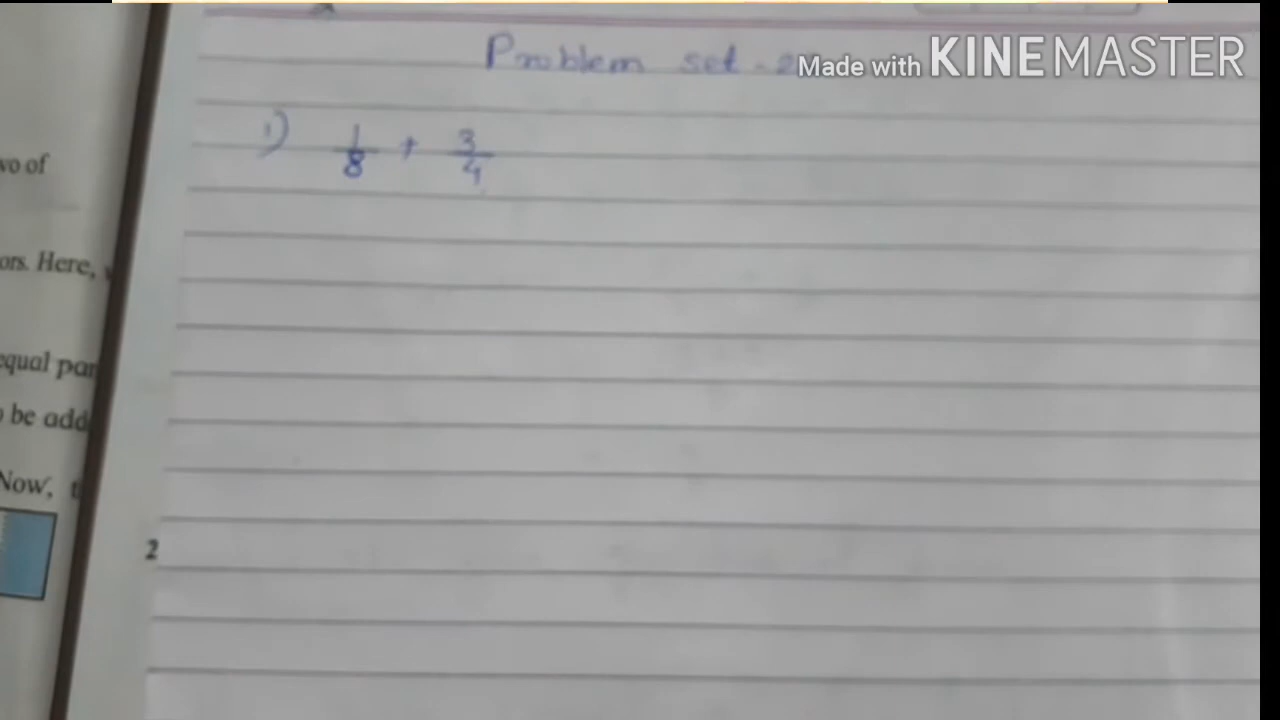 Problem set - 2
Made with KINEMASTER
1) 1/8 + 3/4
wo of
ors. Here,
equal par
be add
Now, t
2